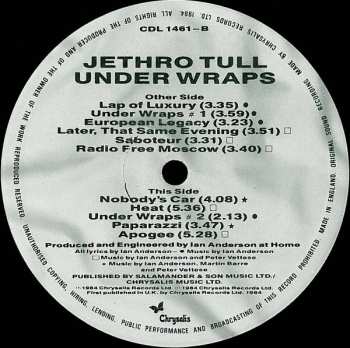 CDL 1461-B
JETHRO TULL
UNDER WRAPS
Other Side
Lap of Luxury (3.35) ●
Under Wraps # 1 (3.59) ●
European Legacy (3.23) ●
Later, That Same Evening (3.51) □
Saboteur (3.31) □
Radio Free Moscow (3.40) □
This Side
Nobody's Car (4.08) ★
Heat (5.36) □
Under Wraps # 2 (2.13) ●
Paparazzi (3.47) ★
Apogee (5.28) □
Produced and Engineered by Ian Anderson at Home
All lyrics by Ian Anderson - ● Music by Ian Anderson
□ Music by Ian Anderson and Peter Vettese
★ Music by Ian Anderson, Martin Barre
and Peter Vettese
PUBLISHED BY SALAMANDER & SON MUSIC LTD./
CHRYSALIS MUSIC LTD.
℗ 1984 Chrysalis Records Ltd © 1984 Chrysalis Records Ltd
First published in U.K. by Chrysalis Records Ltd. 1984
Chrysalis
MADE BY CHRYSALIS RECORDS LTD, 1984. ALL RIGHTS OF THE PRODUCER AND OF THE OWNER OF THE WORK REPRODUCED RESERVED. UNAUTHORISED COPYING, HIRING, LENDING, PUBLIC PERFORMANCE AND BROADCASTING OF THIS RECORD PROHIBITED. MADE IN ENGLAND. ORIGINAL SOUND RECORDING